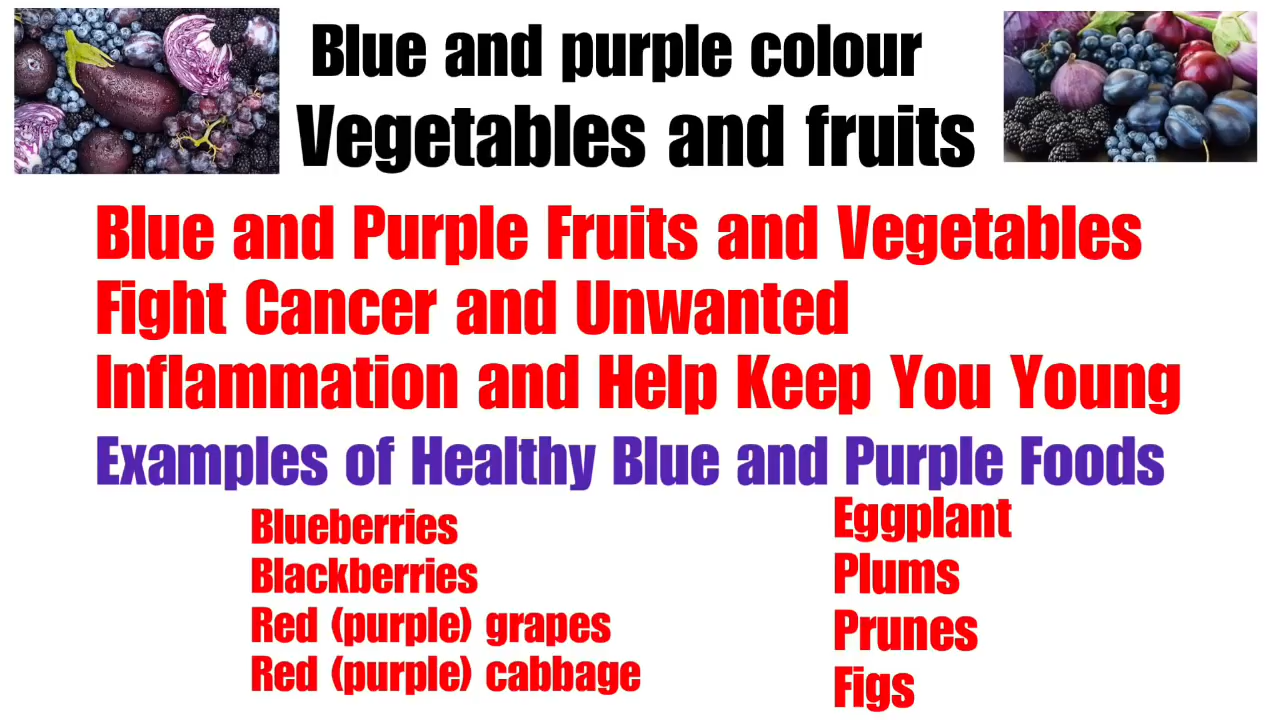 Blue and purple colour
Vegetables and fruits
Blue and Purple Fruits and Vegetables
Fight Cancer and Unwanted
Inflammation and Help Keep You Young
Examples of Healthy Blue and Purple Foods
Blueberries
Blackberries
Red (purple) grapes
Red (purple) cabbage
Eggplant
Plums
Prunes
Figs